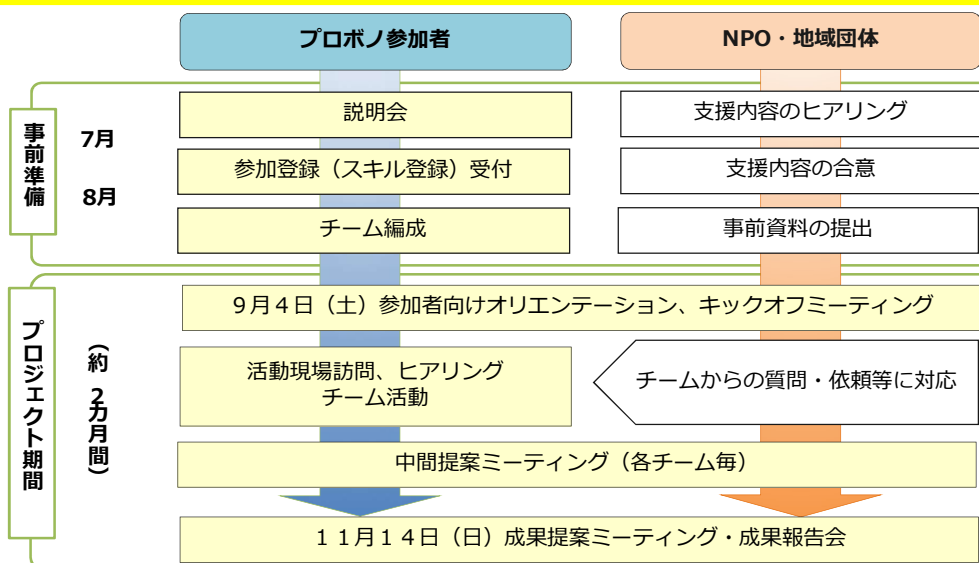 プロボノ参加者
NPO・地域団体
事前準備
7月
8月
説明会
支援内容のヒアリング
参加登録（スキル登録）受付
支援内容の合意
チーム編成
事前資料の提出
プロジェクト期間
（約 2カ月間）
９月４日（土）参加者向けオリエンテーション、キックオフミーティング
活動現場訪問、ヒアリング
チーム活動
チームからの質問・依頼等に対応
中間提案ミーティング（各チーム毎）
１１月１４日（日）成果提案ミーティング・成果報告会